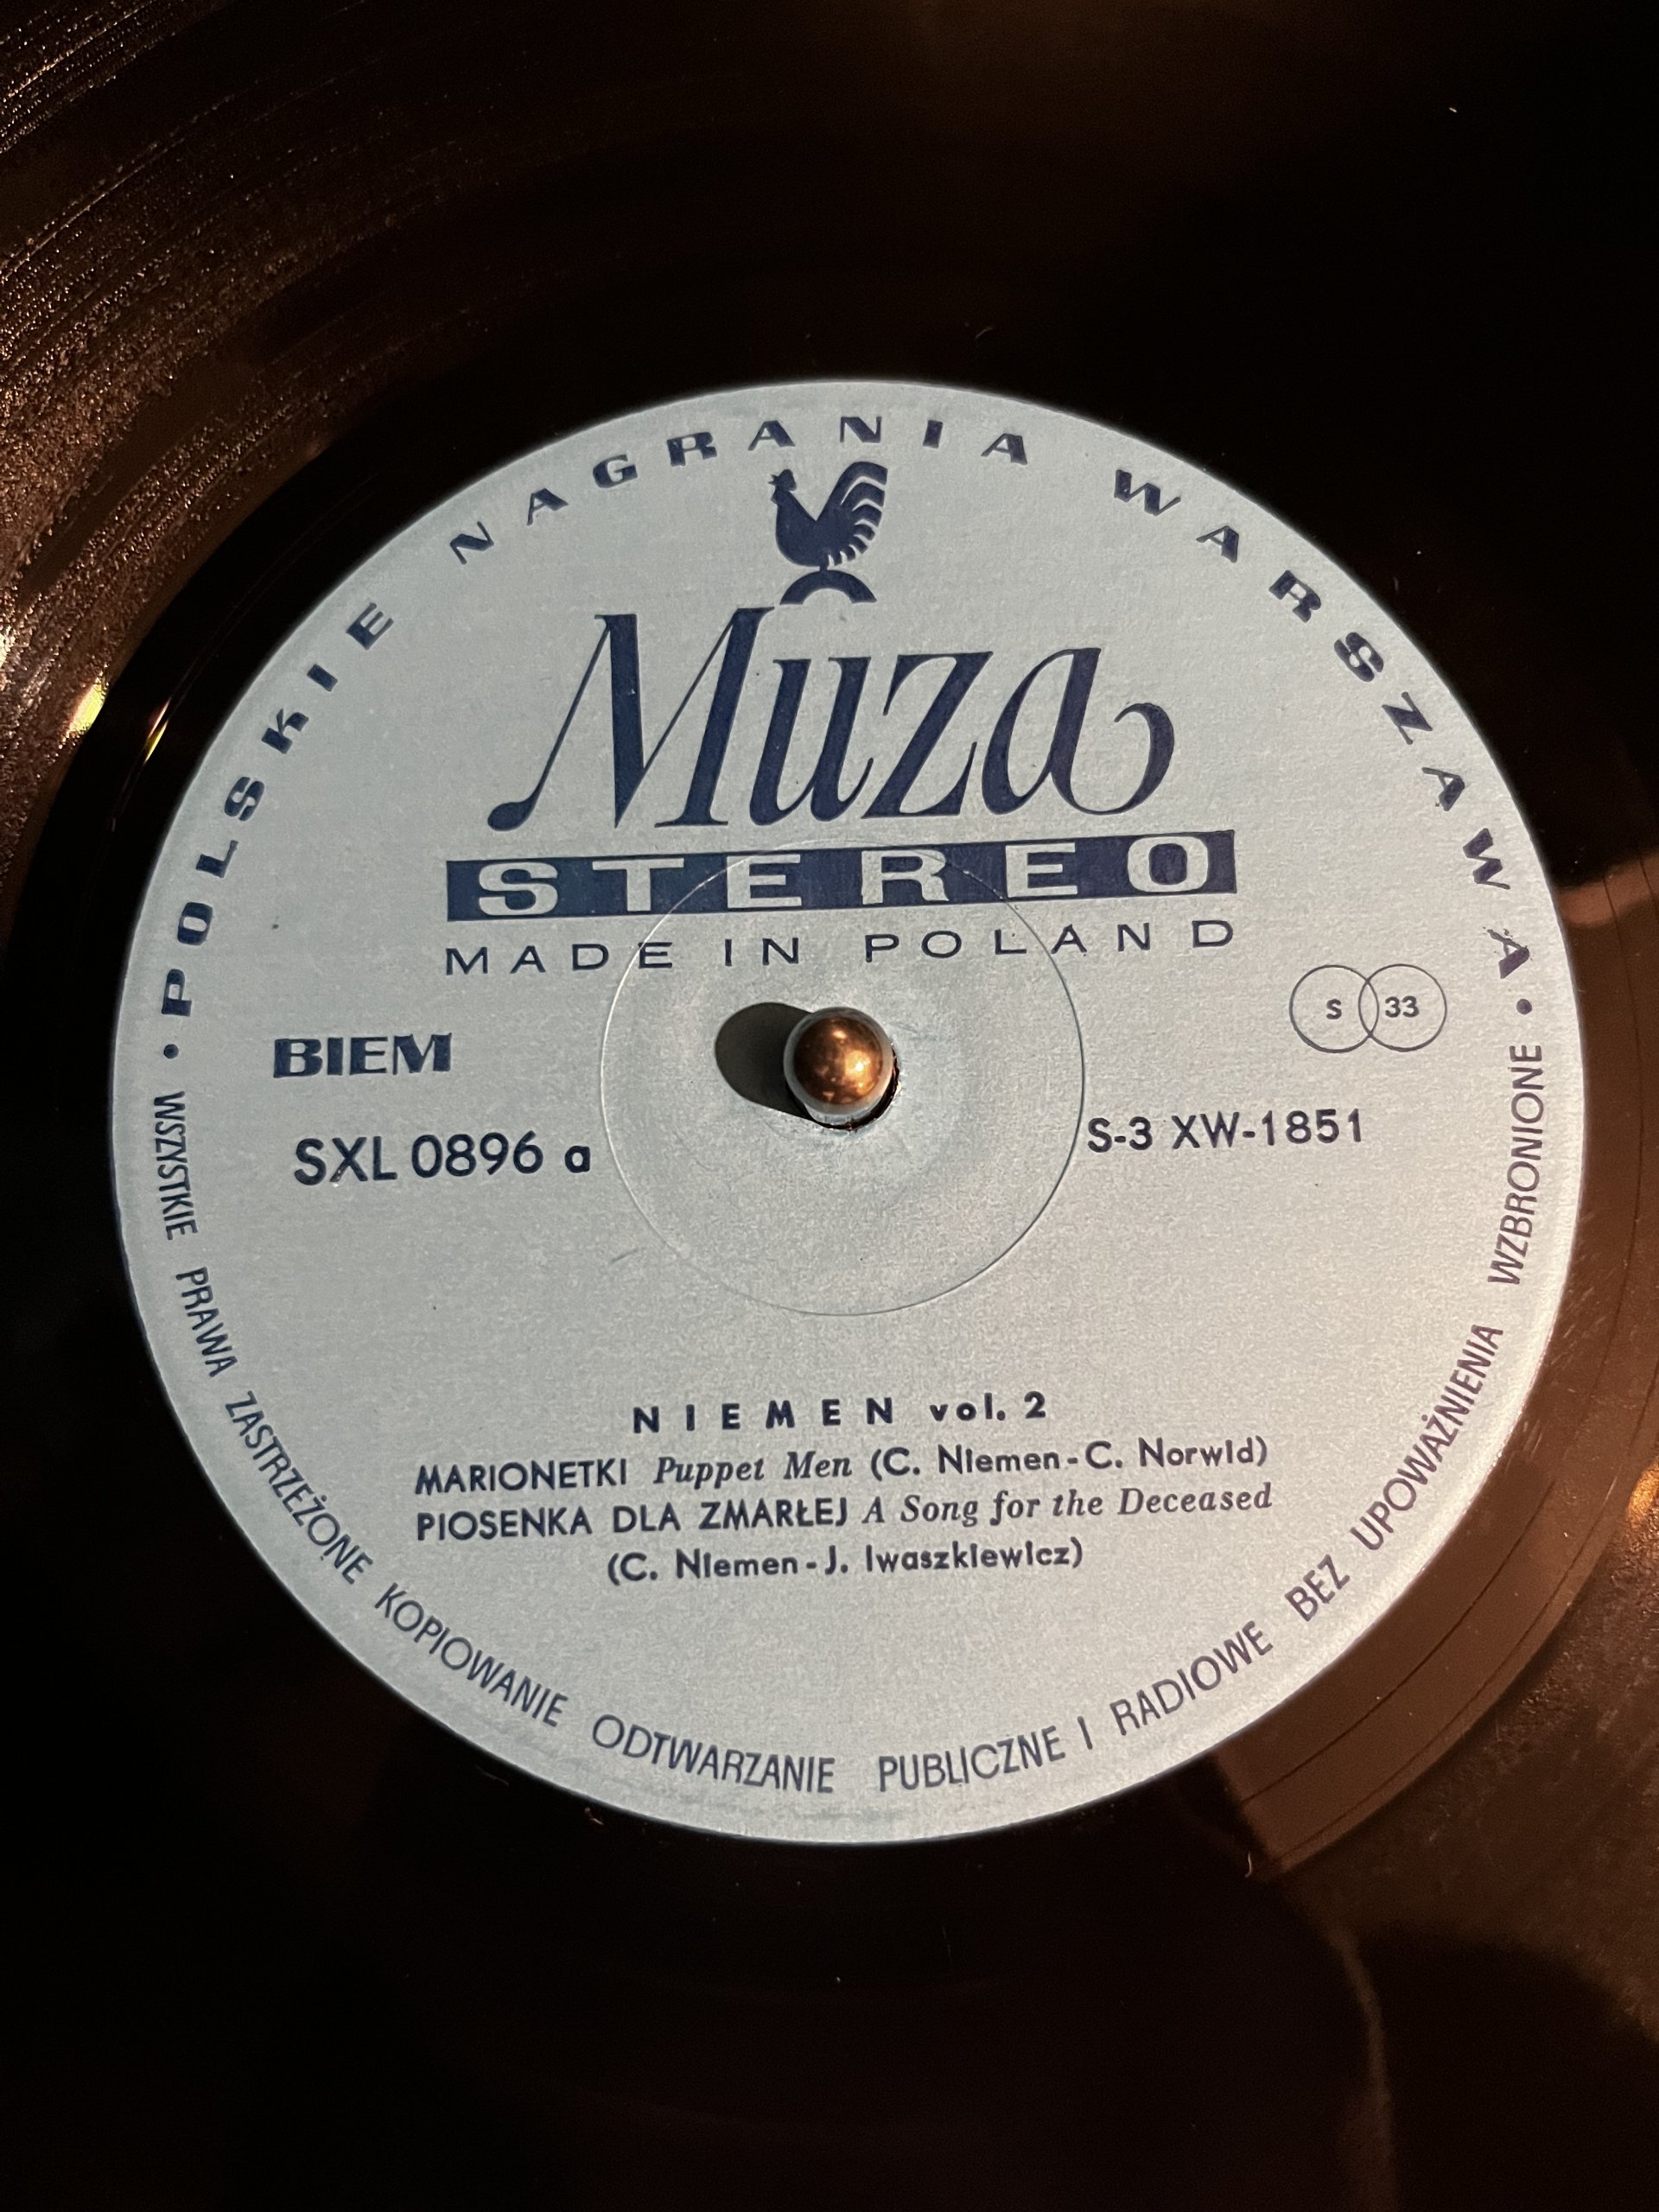 • POLSKIE NAGRANIA WARSZAWA •
Muza
STEREO
MADE IN POLAND
S 33
BIEM
SXL 0896 a
S-3 XW-1851
NIEMEN vol. 2
MARIONETKI Puppet Men (C. Niemen-C. Norwid)
PIOSENKA DLA ZMARŁEJ A Song for the Deceased
(C. Niemen-J. Iwaszkiewicz)
WSZYSTKIE PRAWA ZASTRZEŻONE KOPIOWANIE ODTWARZANIE PUBLICZNE I RADIOWE BEZ UPOWAŻNIENIA WZBRONIONE